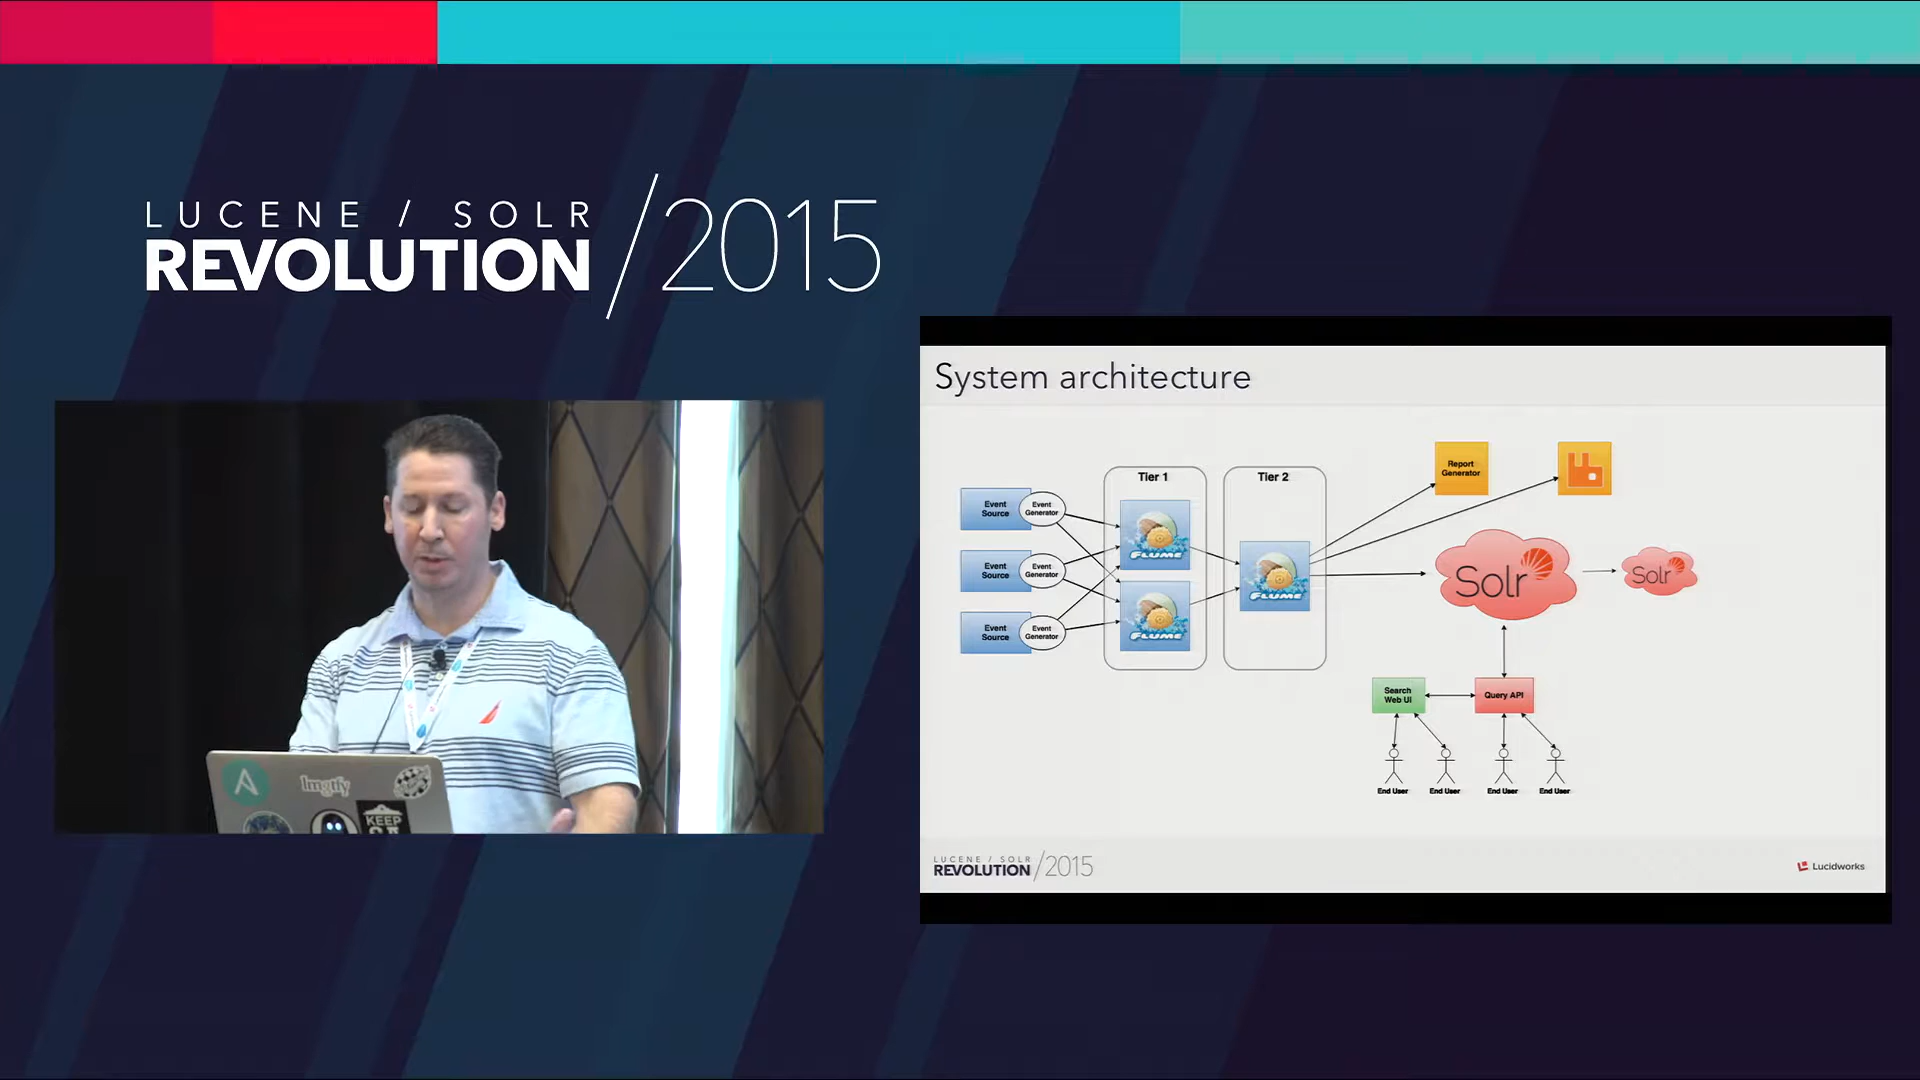 LUCENE / SOLR
REVOLUTION /2015
System architecture
Tier 1
Tier 2
Report
Generator
Event
Source
Event
Generator
Event
Source
Event
Generator
Event
Source
Event
Generator
FLUME
FLUME
FLUME
Solr
Solr
Search
Web UI
Query API
End User
End User
End User
End User
lmgtfy
KEEP
LUCENE / SOLR
REVOLUTION /2015
Lucidworks